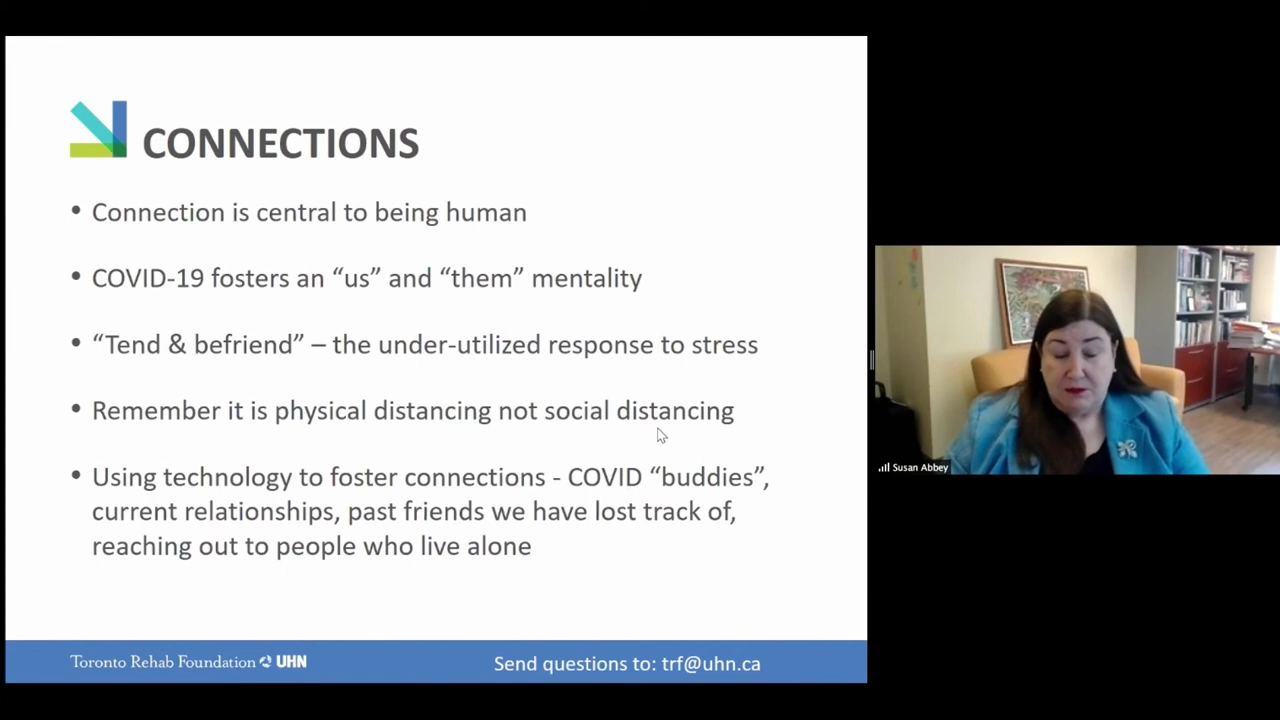 CONNECTIONS
• Connection is central to being human
• COVID-19 fosters an “us” and “them” mentality
• “Tend & befriend” – the under-utilized response to stress
• Remember it is physical distancing not social distancing
• Using technology to foster connections - COVID “buddies”,
current relationships, past friends we have lost track of,
reaching out to people who live alone
Toronto Rehab Foundation UHN
Send questions to: trf@uhn.ca
Susan Abbey